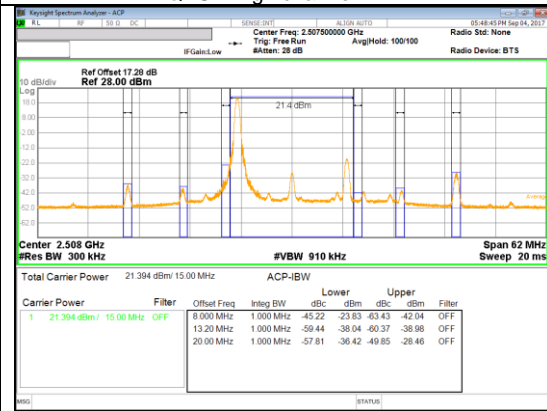 Keysight Spectrum Analyzer - ACP
RL RF 50 Ω DC SENSE:INT ALIGN AUTO 05:48:45 PM Sep 04, 2017
Center Freq: 2.507500000 GHz Radio Std: None
Trig: Free Run Avg|Hold: 100/100
IFGain:Low #Atten: 28 dB Radio Device: BTS
Ref Offset 17.28 dB
10 dB/div Ref 28.00 dBm
Log
18.0
8.00
-2.00
-12.0
-22.0
-32.0
-42.0
-52.0
-62.0
21.4 dBm
Average
Center 2.508 GHz Span 62 MHz
#Res BW 300 kHz #VBW 910 kHz Sweep 20 ms
Total Carrier Power 21.394 dBm/ 15.00 MHz ACP-IBW
Lower Upper
Carrier Power Filter Offset Freq Integ BW dBc dBm dBc dBm Filter
1 21.394 dBm / 15.00 MHz OFF 8.000 MHz 1.000 MHz -45.22 -23.83 -63.43 -42.04 OFF
13.20 MHz 1.000 MHz -59.44 -38.04 -60.37 -38.98 OFF
20.00 MHz 1.000 MHz -57.81 -36.42 -49.85 -28.46 OFF
MSG STATUS